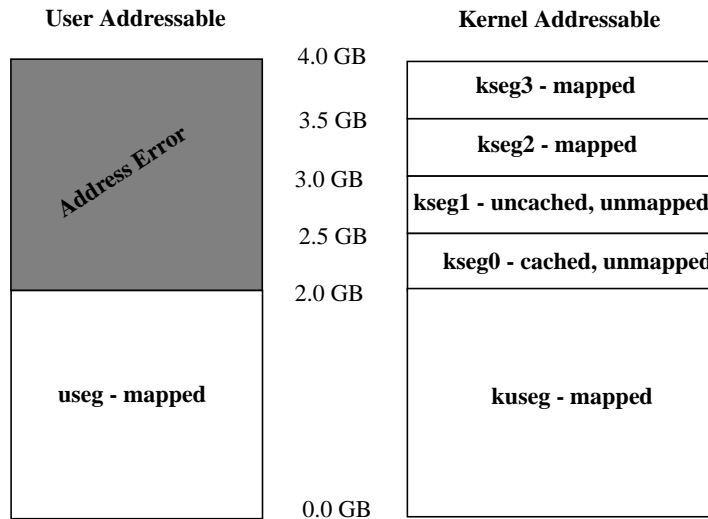 User Addressable
Kernel Addressable
4.0 GB
kseg3 - mapped
3.5 GB
Address Error
kseg2 - mapped
3.0 GB
kseg1 - uncached, unmapped
2.5 GB
kseg0 - cached, unmapped
2.0 GB
useg - mapped
kuseg - mapped
0.0 GB